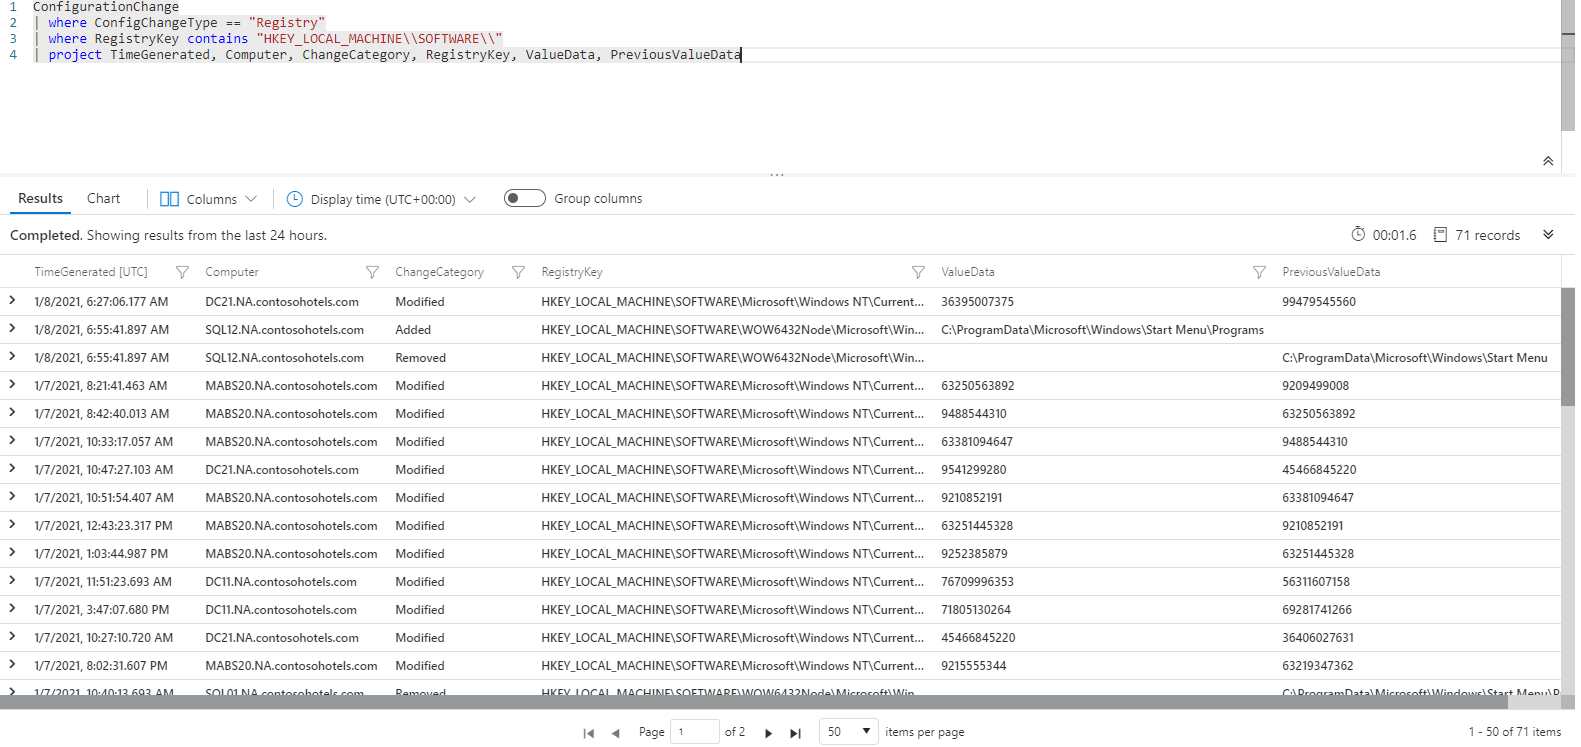 1 ConfigurationChange
2 | where ConfigChangeType == "Registry"
3 | where RegistryKey contains "HKEY_LOCAL_MACHINE\\SOFTWARE\\"
4 | project TimeGenerated, Computer, ChangeCategory, RegistryKey, ValueData, PreviousValueData
Results Chart Columns Display time (UTC+00:00) Group columns
Completed. Showing results from the last 24 hours. 00:01.6 71 records
TimeGenerated [UTC] Computer ChangeCategory RegistryKey ValueData PreviousValueData
1/8/2021, 6:27:06.177 AM DC21.NA.contosohotels.com Modified HKEY_LOCAL_MACHINE\SOFTWARE\Microsoft\Windows NT\Current... 36395007375 99479545560
1/8/2021, 6:55:41.897 AM SQL12.NA.contosohotels.com Added HKEY_LOCAL_MACHINE\SOFTWARE\WOW6432Node\Microsoft\Win... C:\ProgramData\Microsoft\Windows\Start Menu\Programs
1/8/2021, 6:55:41.897 AM SQL12.NA.contosohotels.com Removed HKEY_LOCAL_MACHINE\SOFTWARE\WOW6432Node\Microsoft\Win... C:\ProgramData\Microsoft\Windows\Start Menu
1/7/2021, 8:21:41.463 AM MABS20.NA.contosohotels.com Modified HKEY_LOCAL_MACHINE\SOFTWARE\Microsoft\Windows NT\Current... 63250563892 9209499008
1/7/2021, 8:42:40.013 AM MABS20.NA.contosohotels.com Modified HKEY_LOCAL_MACHINE\SOFTWARE\Microsoft\Windows NT\Current... 9488544310 63250563892
1/7/2021, 10:33:17.057 AM MABS20.NA.contosohotels.com Modified HKEY_LOCAL_MACHINE\SOFTWARE\Microsoft\Windows NT\Current... 63381094647 9488544310
1/7/2021, 10:47:27.103 AM DC21.NA.contosohotels.com Modified HKEY_LOCAL_MACHINE\SOFTWARE\Microsoft\Windows NT\Current... 9541299280 45466845220
1/7/2021, 10:51:54.407 AM MABS20.NA.contosohotels.com Modified HKEY_LOCAL_MACHINE\SOFTWARE\Microsoft\Windows NT\Current... 9210852191 63381094647
1/7/2021, 12:43:23.317 PM MABS20.NA.contosohotels.com Modified HKEY_LOCAL_MACHINE\SOFTWARE\Microsoft\Windows NT\Current... 63251445328 9210852191
1/7/2021, 1:03:44.987 PM MABS20.NA.contosohotels.com Modified HKEY_LOCAL_MACHINE\SOFTWARE\Microsoft\Windows NT\Current... 9252385879 63251445328
1/7/2021, 11:51:23.693 AM DC11.NA.contosohotels.com Modified HKEY_LOCAL_MACHINE\SOFTWARE\Microsoft\Windows NT\Current... 76709996353 56311607158
1/7/2021, 3:47:07.680 PM DC11.NA.contosohotels.com Modified HKEY_LOCAL_MACHINE\SOFTWARE\Microsoft\Windows NT\Current... 71805130264 69281741266
1/7/2021, 10:27:10.720 AM DC21.NA.contosohotels.com Modified HKEY_LOCAL_MACHINE\SOFTWARE\Microsoft\Windows NT\Current... 45466845220 36406027631
1/7/2021, 8:02:31.607 PM MABS20.NA.contosohotels.com Modified HKEY_LOCAL_MACHINE\SOFTWARE\Microsoft\Windows NT\Current... 9215555344 63219347362
1/7/2021, 10:40:13.693 AM SQL01.NA.contosohotels.com Removed HKEY_LOCAL_MACHINE\SOFTWARE\WOW6432Node\Microsoft\Win... C:\ProgramData\Microsoft\Windows\Start Menu\P
Page 1 of 2 50 items per page 1 - 50 of 71 items